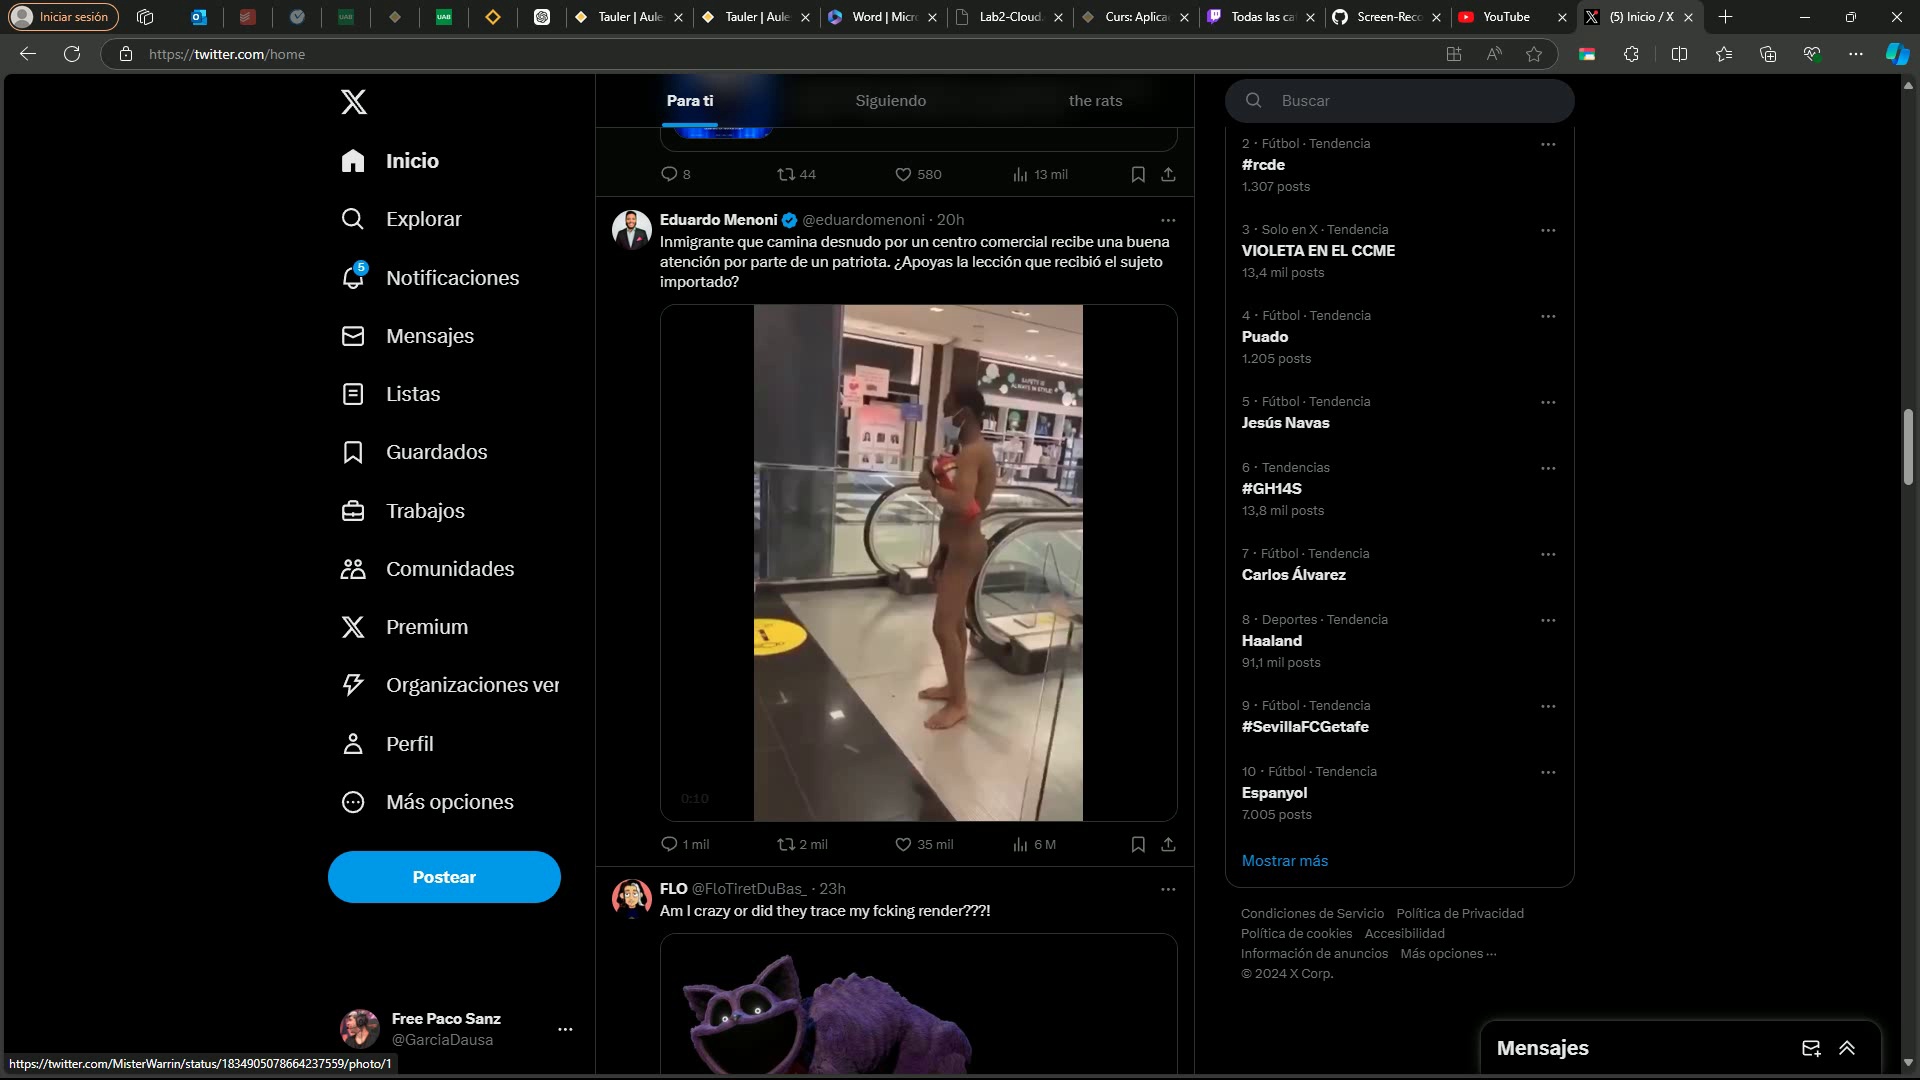 Iniciar sesión
Tauler | Aule
Tauler | Aule
Word | Micr
Lab2-Cloud.
Curs: Aplica
Todas las ca
Screen-Reco
YouTube
(5) Inicio / X
https://twitter.com/home
Inicio
Explorar
5
Notificaciones
Mensajes
Listas
Guardados
Trabajos
Comunidades
Premium
Organizaciones ver
Perfil
Más opciones
Postear
Free Paco Sanz
@GarciaDausa
https://twitter.com/MisterWarrin/status/1834905078664237559/photo/1
Para ti
Siguiendo
the rats
8
44
580
13 mil
Eduardo Menoni @eduardomenoni · 20h
Inmigrante que camina desnudo por un centro comercial recibe una buena
atención por parte de un patriota. ¿Apoyas la lección que recibió el sujeto
importado?
SAFETY IS
ALWAYS IN STYLE!
0:10
1 mil
2 mil
35 mil
6 M
FLO @FloTiretDuBas_ · 23h
Am I crazy or did they trace my fcking render???!
Buscar
2 · Fútbol · Tendencia
#rcde
1.307 posts
3 · Solo en X · Tendencia
VIOLETA EN EL CCME
13,4 mil posts
4 · Fútbol · Tendencia
Puado
1.205 posts
5 · Fútbol · Tendencia
Jesús Navas
6 · Tendencias
#GH14S
13,8 mil posts
7 · Fútbol · Tendencia
Carlos Álvarez
8 · Deportes · Tendencia
Haaland
91,1 mil posts
9 · Fútbol · Tendencia
#SevillaFCGetafe
10 · Fútbol · Tendencia
Espanyol
7.005 posts
Mostrar más
Condiciones de Servicio Política de Privacidad
Política de cookies Accesibilidad
Información de anuncios Más opciones ···
© 2024 X Corp.
Mensajes